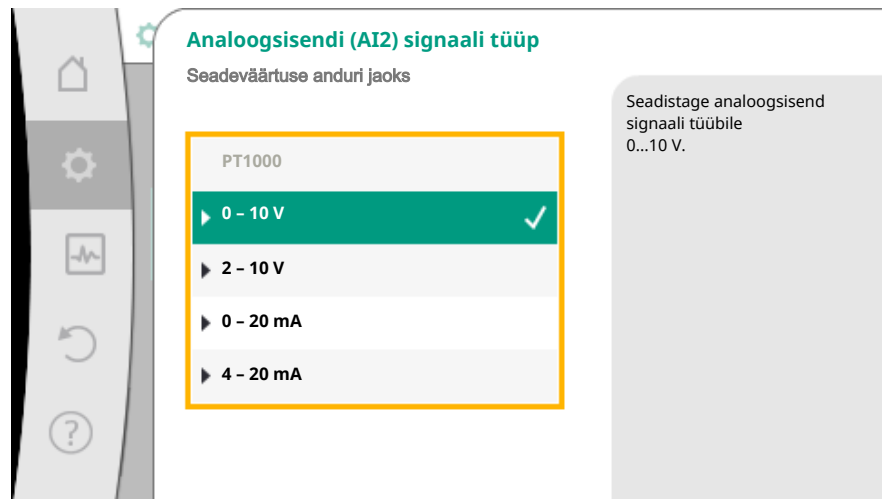 Analoogsisendi (AI2) signaali tüüp
Seadeväärtuse anduri jaoks
PT1000
0 – 10 V
2 – 10 V
0 – 20 mA
4 – 20 mA
Seadistage analoogsisend
signaali tüübile
0...10 V.
?